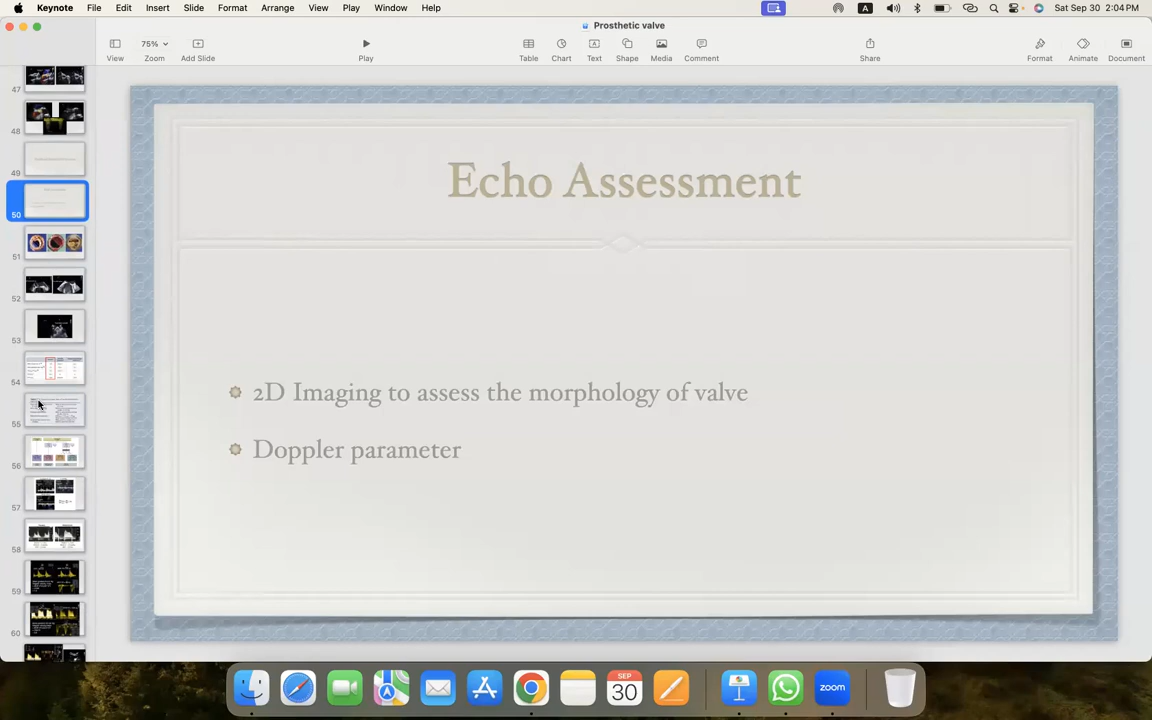 Keynote File Edit Insert Slide Format Arrange View Play Window Help A Sat Sep 30 2:04 PM
Prosthetic valve
75%
View Zoom Add Slide Play Table Chart Text Shape Media Comment Share Format Animate Document
47
48
49
50
51
52
53
54
55
56
57
58
59
60
Echo Assessment
2D Imaging to assess the morphology of valve
Doppler parameter
SEP
30
zoom